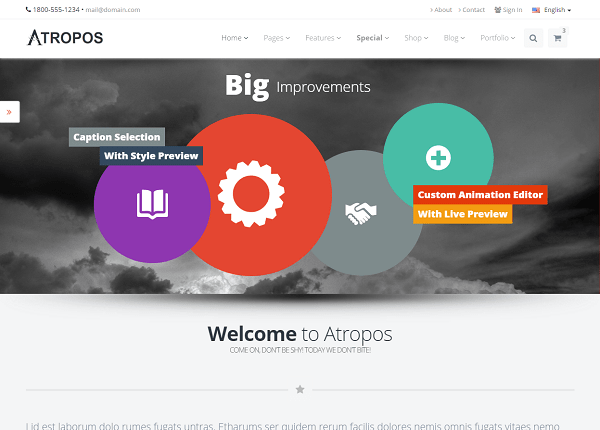 1800-555-1234 • mail@domain.com
About Contact Sign In English
ATROPOS
Home Pages Features Special Shop Blog Portfolio 3
Big Improvements
Caption Selection
With Style Preview
Custom Animation Editor
With Live Preview
Welcome to Atropos
COME ON, DON'T BE SHY! TODAY WE DON'T BITE!
Lid est laborum dolo rumes fugats untras. Etharums ser quidem rerum facilis dolores nemis omnis fugats vitaes nemo